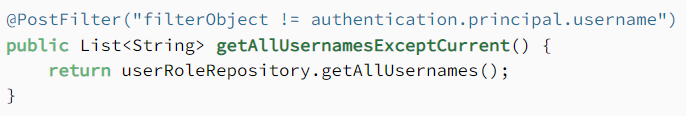 @PostFilter("filterObject != authentication.principal.username")
public List<String> getAllUsernamesExceptCurrent() {
    return userRoleRepository.getAllUsernames();
}